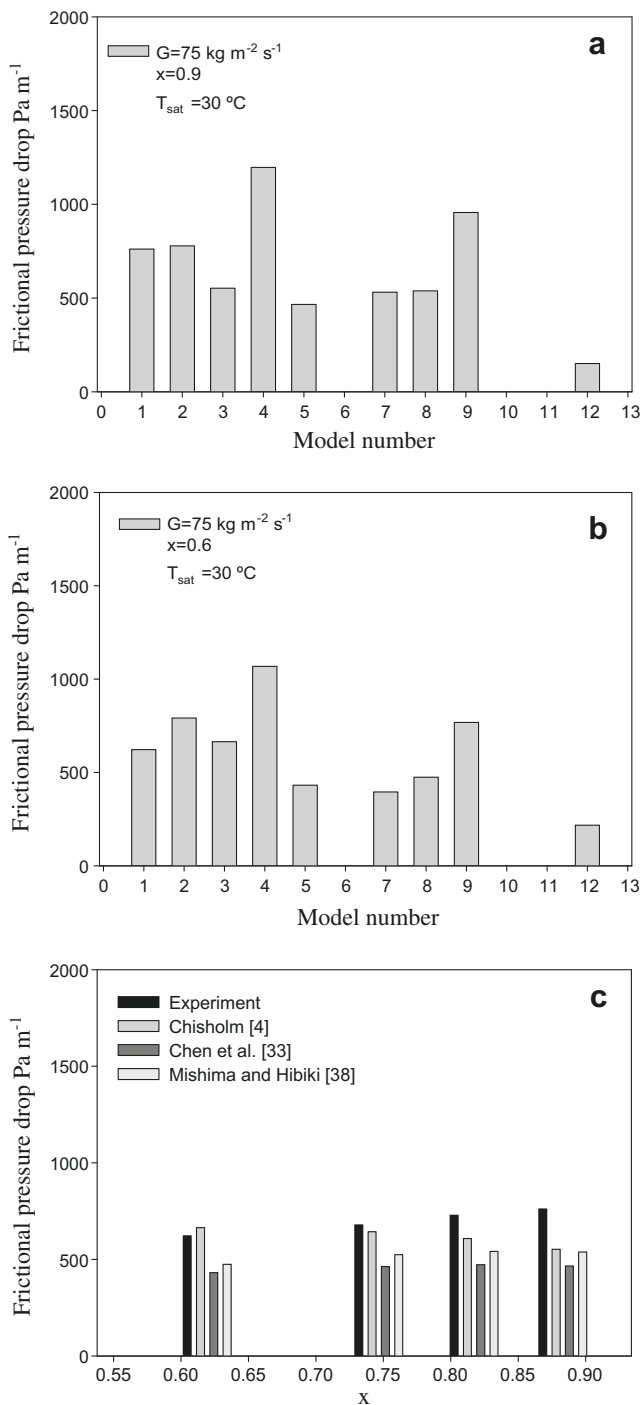 2000
a
G=75 kg m-2 s-1
x=0.9
Tsat =30 ºC
1500
1000
500
0
Frictional pressure drop Pa m-1
0 1 2 3 4 5 6 7 8 9 10 11 12 13
Model number
2000
b
G=75 kg m-2 s-1
x=0.6
Tsat =30 ºC
1500
1000
500
0
Frictional pressure drop Pa m-1
0 1 2 3 4 5 6 7 8 9 10 11 12 13
Model number
2000
c
Experiment
Chisholm [4]
Chen et al. [33]
Mishima and Hibiki [38]
1500
1000
500
0
Frictional pressure drop Pa m-1
0.55 0.60 0.65 0.70 0.75 0.80 0.85 0.90
x